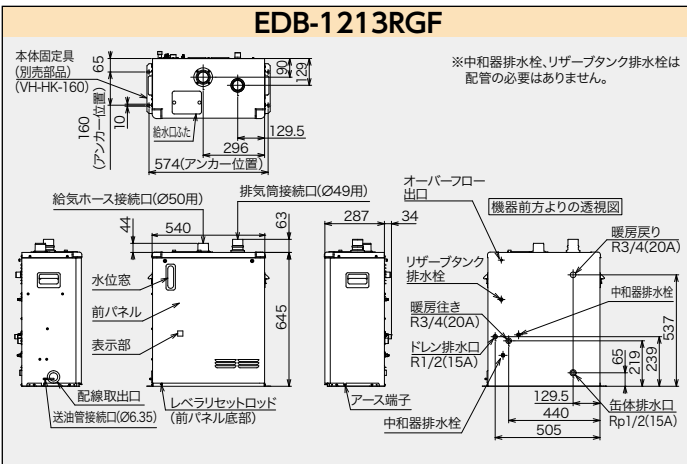 EDB-1213RGF
本体固定具
(別売部品)
(VH-HK-160)
65
160
(アンカー位置)
10
90
129
給水口ふた
129.5
296
574(アンカー位置)
※中和器排水栓、リザーブタンク排水栓は
配管の必要はありません。
給気ホース接続口(Ø50用)
排気筒接続口(Ø49用)
44
540
63
287
34
水位窓
前パネル
表示部
645
配線取出口
送油管接続口(Ø6.35)
レベラリセットロッド
(前パネル底部)
アース端子
オーバーフロー
出口
機器前方よりの透視図
暖房戻り
R3/4(20A)
リザーブタンク
排水栓
中和器排水栓
暖房往き
R3/4(20A)
ドレン排水口
R1/2(15A)
537
65
219
239
129.5
440
505
中和器排水栓
缶体排水口
Rp1/2(15A)